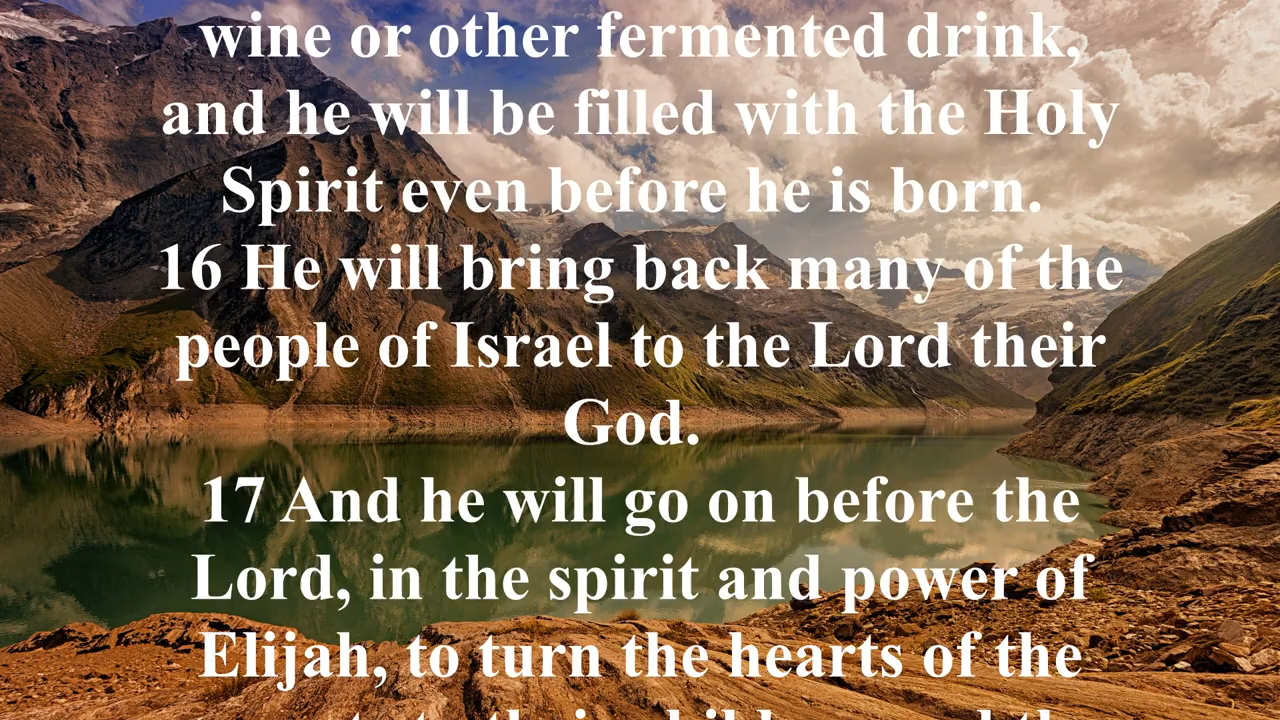 wine or other fermented drink,
and he will be filled with the Holy
Spirit even before he is born.
16 He will bring back many of the
people of Israel to the Lord their
God.
17 And he will go on before the
Lord, in the spirit and power of
Elijah, to turn the hearts of the